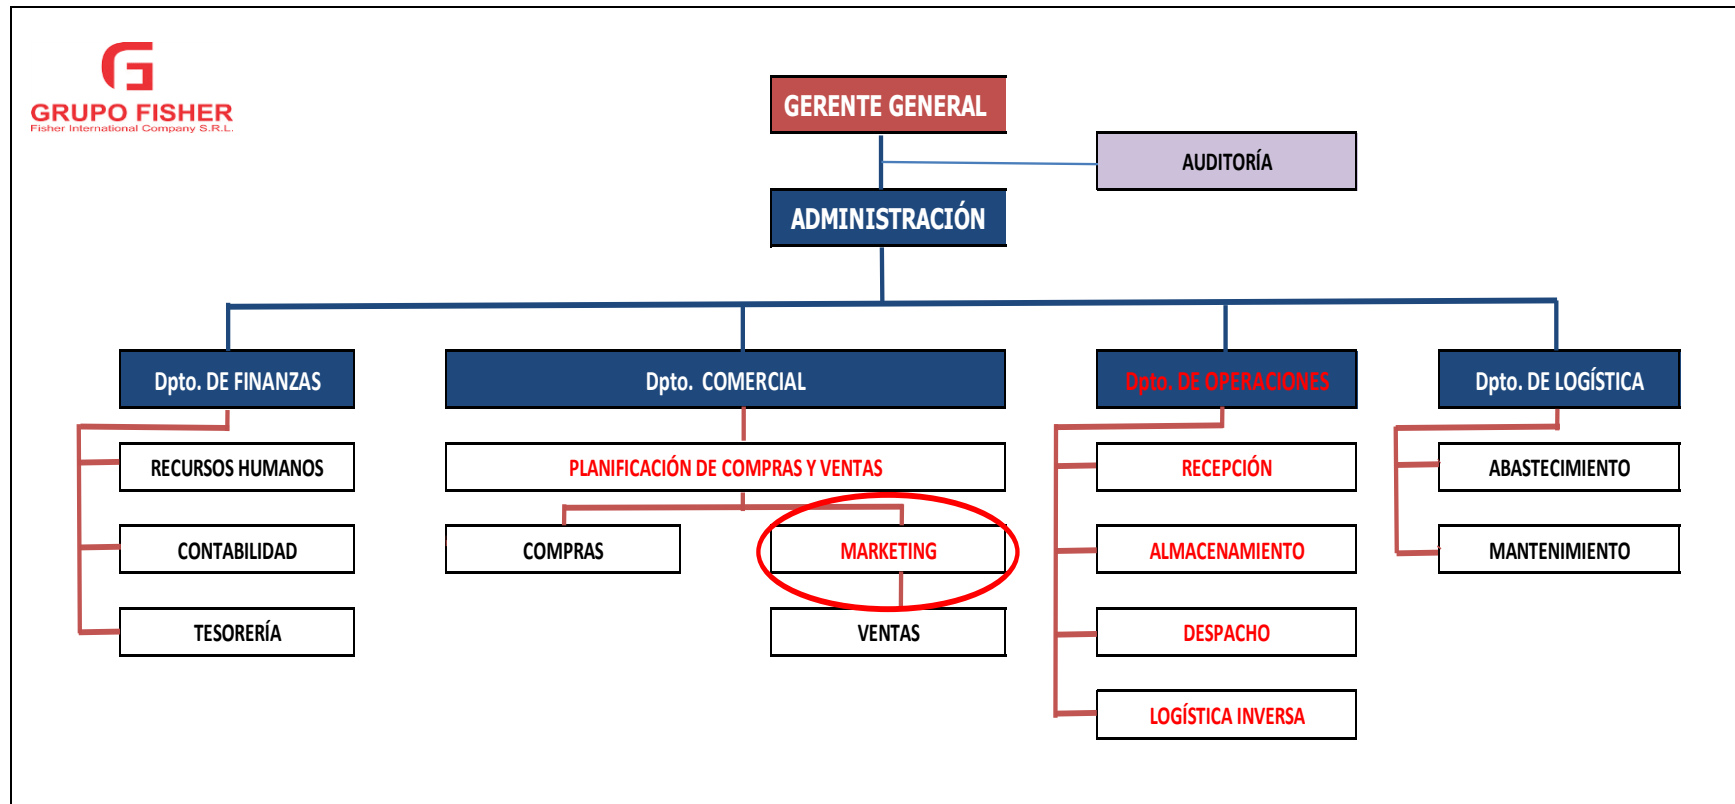 GRUPO FISHER
Fisher International Company S.R.L.
GERENTE GENERAL
AUDITORÍA
ADMINISTRACIÓN
Dpto. DE FINANZAS
Dpto. COMERCIAL
Dpto. DE OPERACIONES
Dpto. DE LOGÍSTICA
RECURSOS HUMANOS
PLANIFICACIÓN DE COMPRAS Y VENTAS
RECEPCIÓN
ABASTECIMIENTO
CONTABILIDAD
COMPRAS
MARKETING
ALMACENAMIENTO
MANTENIMIENTO
TESORERÍA
VENTAS
DESPACHO
LOGÍSTICA INVERSA